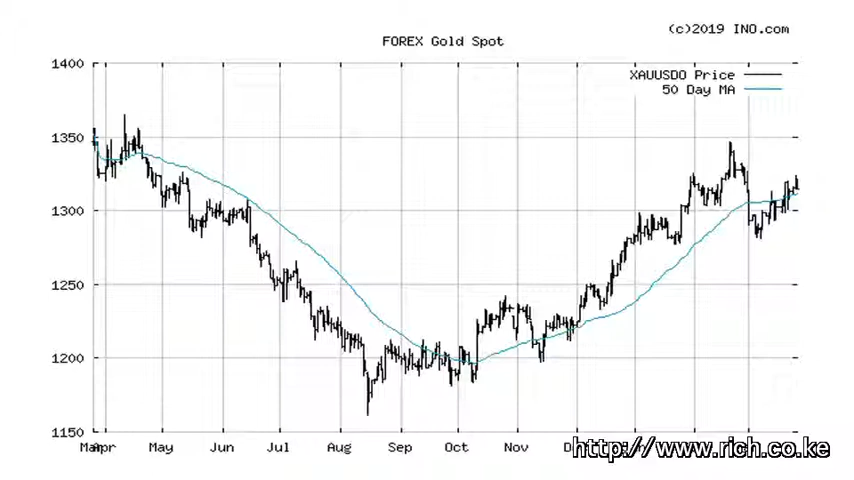 (c)2019 INO.com
FOREX Gold Spot
1400
XAUUSDO Price
50 Day MA
1350
1300
1250
1200
1150
Apr May Jun Jul Aug Sep Oct Nov
http://www.rich.co.ke